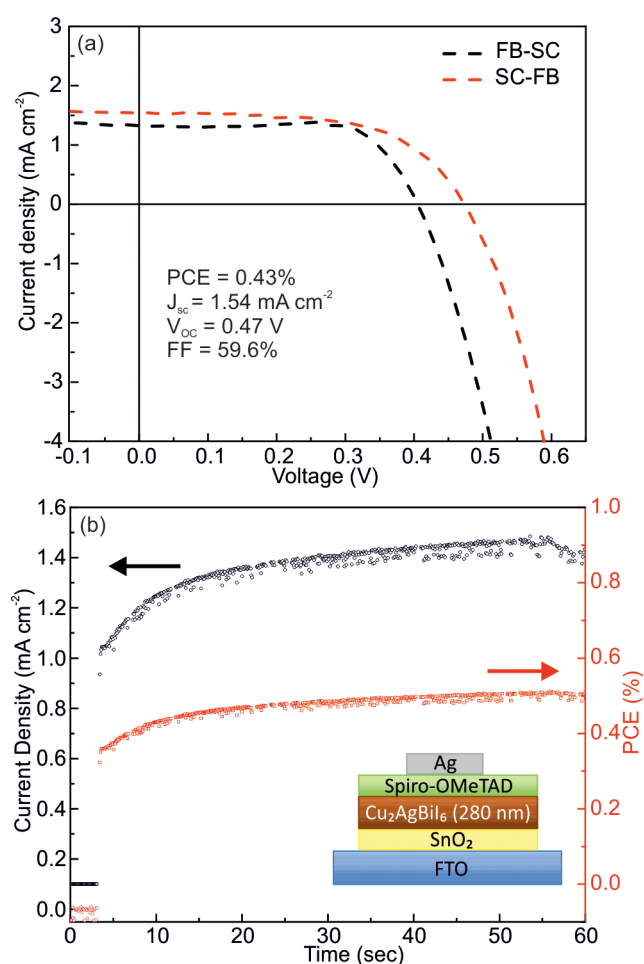 (a)
FB-SC
SC-FB
4
3
2
1
0
-1
-2
-3
-4
Current density (mA cm⁻²)
PCE = 0.43%
Jsc = 1.54 mA cm⁻²
VOC = 0.47 V
FF = 59.6%
-0.1 0.0 0.1 0.2 0.3 0.4 0.5 0.6
Voltage (V)
(b)
1.6
1.4
1.2
1.0
0.8
0.6
0.4
0.2
0.0
Current Density (mA cm⁻²)
1.0
0.8
0.6
0.4
0.2
0.0
PCE (%)
Ag
Spiro-OMeTAD
Cu₂AgBiI₆ (280 nm)
SnO₂
FTO
0 10 20 30 40 50 60
Time (sec)